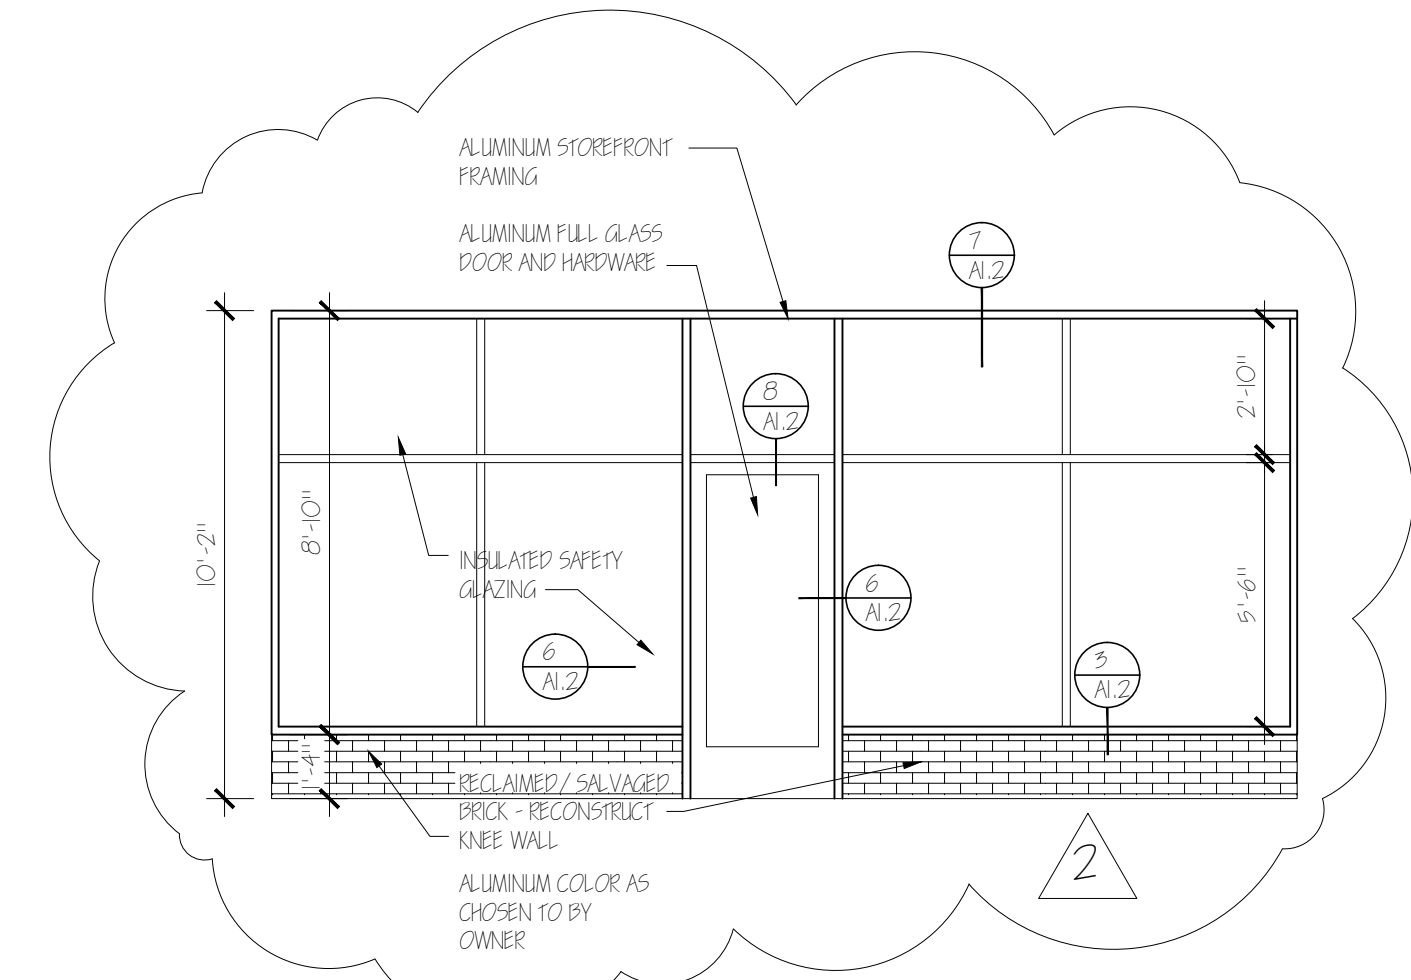 ALUMINUM STOREFRONT
FRAMING
ALUMINUM FULL GLASS
DOOR AND HARDWARE
7
A1.2
8
A1.2
2'-10"
10'-2"
8'-10"
INSULATED SAFETY
GLAZING
6
A1.2
5'-6"
6
A1.2
3
A1.2
'-4"
RECLAIMED / SALVAGED
BRICK - RECONSTRUCT
KNEE WALL
2
ALUMINUM COLOR AS
CHOSEN TO BY
OWNER